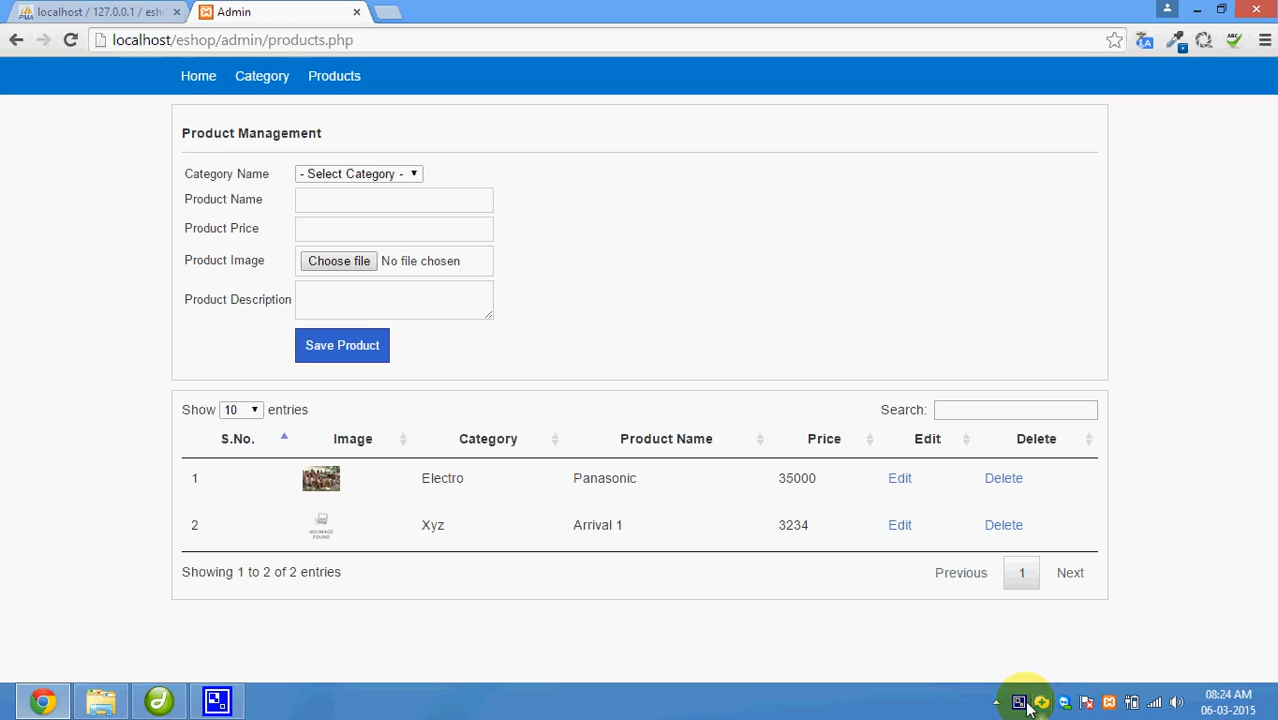 localhost / 127.0.0.1 / esh
Admin
localhost/eshop/admin/products.php
Home Category Products
Product Management
Category Name - Select Category -
Product Name
Product Price
Product Image Choose file No file chosen
Product Description
Save Product
Show 10 entries Search:
S.No. Image Category Product Name Price Edit Delete
1 Electro Panasonic 35000 Edit Delete
2 NO IMAGE FOUND Xyz Arrival 1 3234 Edit Delete
Showing 1 to 2 of 2 entries Previous 1 Next
08:24 AM
06-03-2015